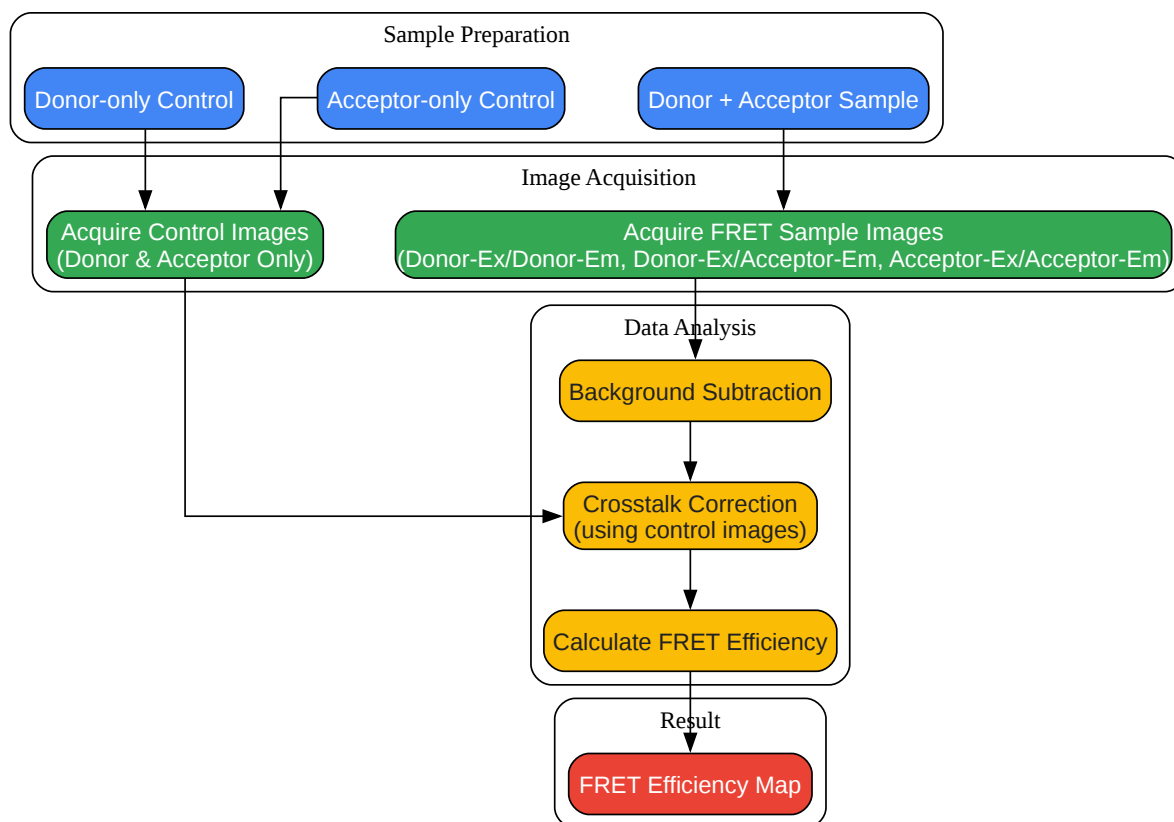 Sample Preparation
Donor-only Control
Acceptor-only Control
Donor + Acceptor Sample
Image Acquisition
Acquire Control Images
(Donor & Acceptor Only)
Acquire FRET Sample Images
(Donor-Ex/Donor-Em, Donor-Ex/Acceptor-Em, Acceptor-Ex/Acceptor-Em)
Data Analysis
Background Subtraction
Crosstalk Correction
(using control images)
Calculate FRET Efficiency
Result
FRET Efficiency Map